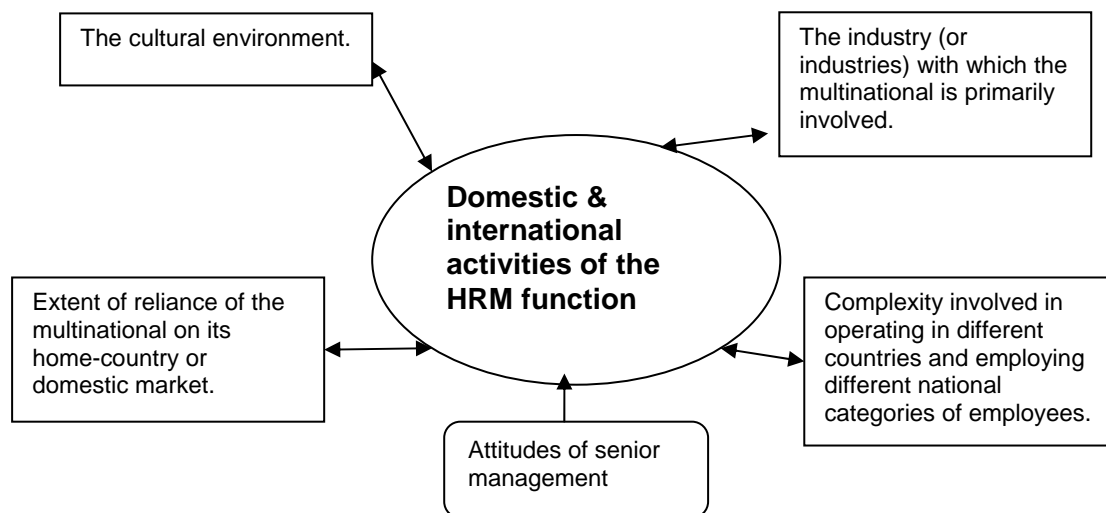 The cultural environment.
The industry (or
industries) with which the
multinational is primarily
involved.
Domestic &
international
activities of the
HRM function
Extent of reliance of the
multinational on its
home-country or
domestic market.
Complexity involved in
operating in different
countries and employing
different national
categories of employees.
Attitudes of senior
management